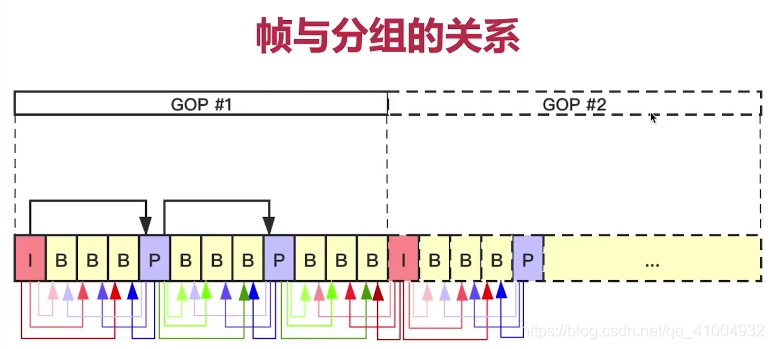 帧与分组的关系
GOP #1 GOP #2
I B B B P B B B P B B B I B B B P ...
https://blog.csdn.net/qq_41004932